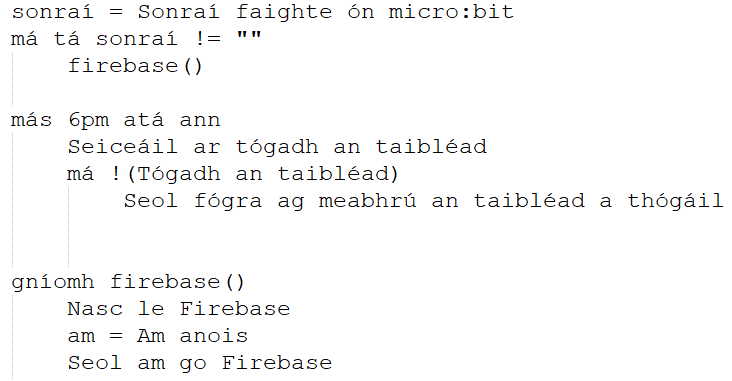 sonraí = Sonraí faighte ón micro:bit
má tá sonraí != ""
firebase()
más 6pm atá ann
Seiceáil ar tógadh an taibléad
má !(Tógadh an taibléad)
Seol fógra ag meabhrú an taibléad a thógáil
gníomh firebase()
Nasc le Firebase
am = Am anois
Seol am go Firebase